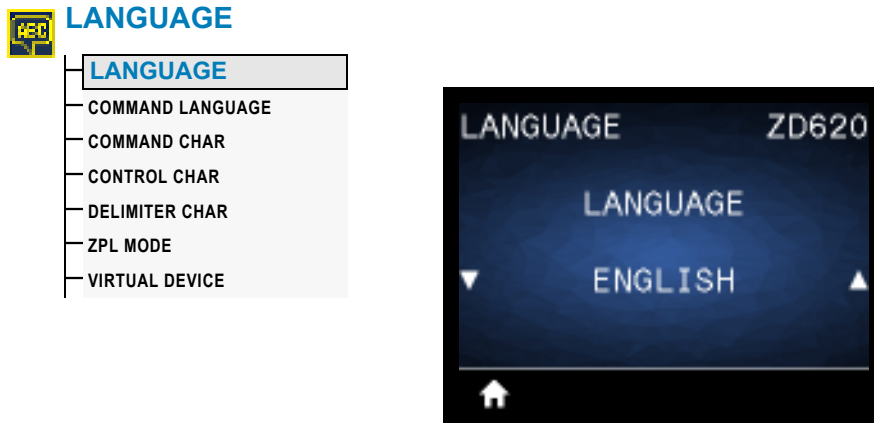 ABC
LANGUAGE
LANGUAGE
COMMAND LANGUAGE
COMMAND CHAR
CONTROL CHAR
DELIMITER CHAR
ZPL MODE
VIRTUAL DEVICE
LANGUAGE ZD620
LANGUAGE
▼ ENGLISH ▲